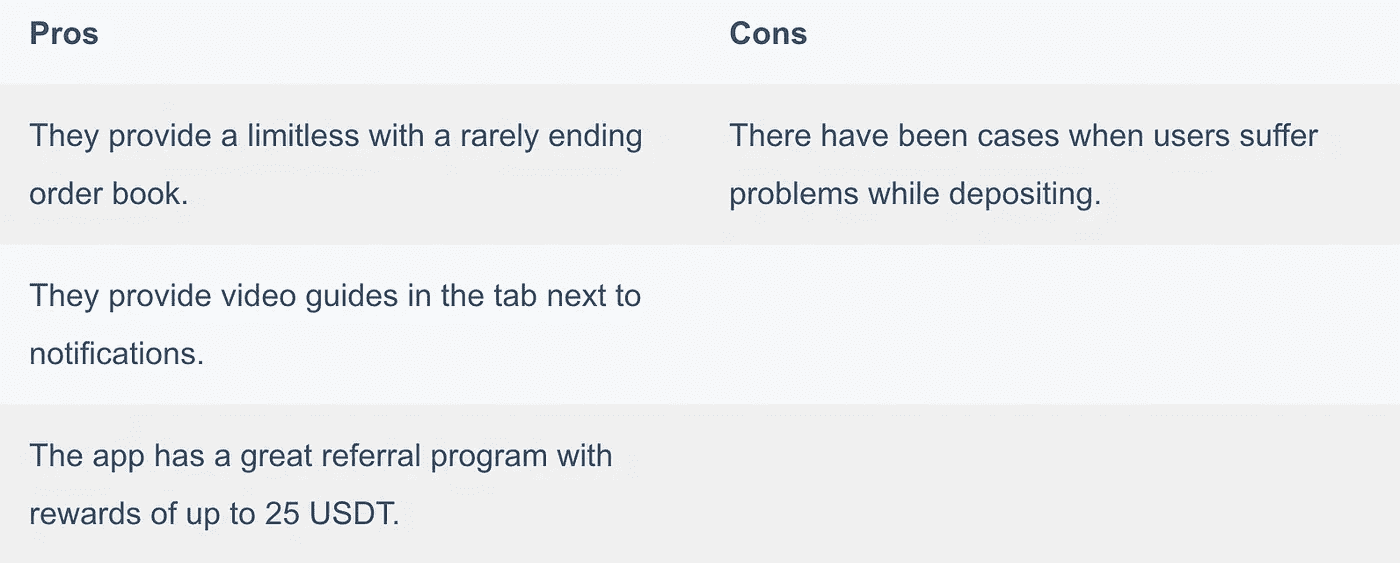 Pros
Cons
They provide a limitless with a rarely ending
order book.
There have been cases when users suffer
problems while depositing.
They provide video guides in the tab next to
notifications.
The app has a great referral program with
rewards of up to 25 USDT.